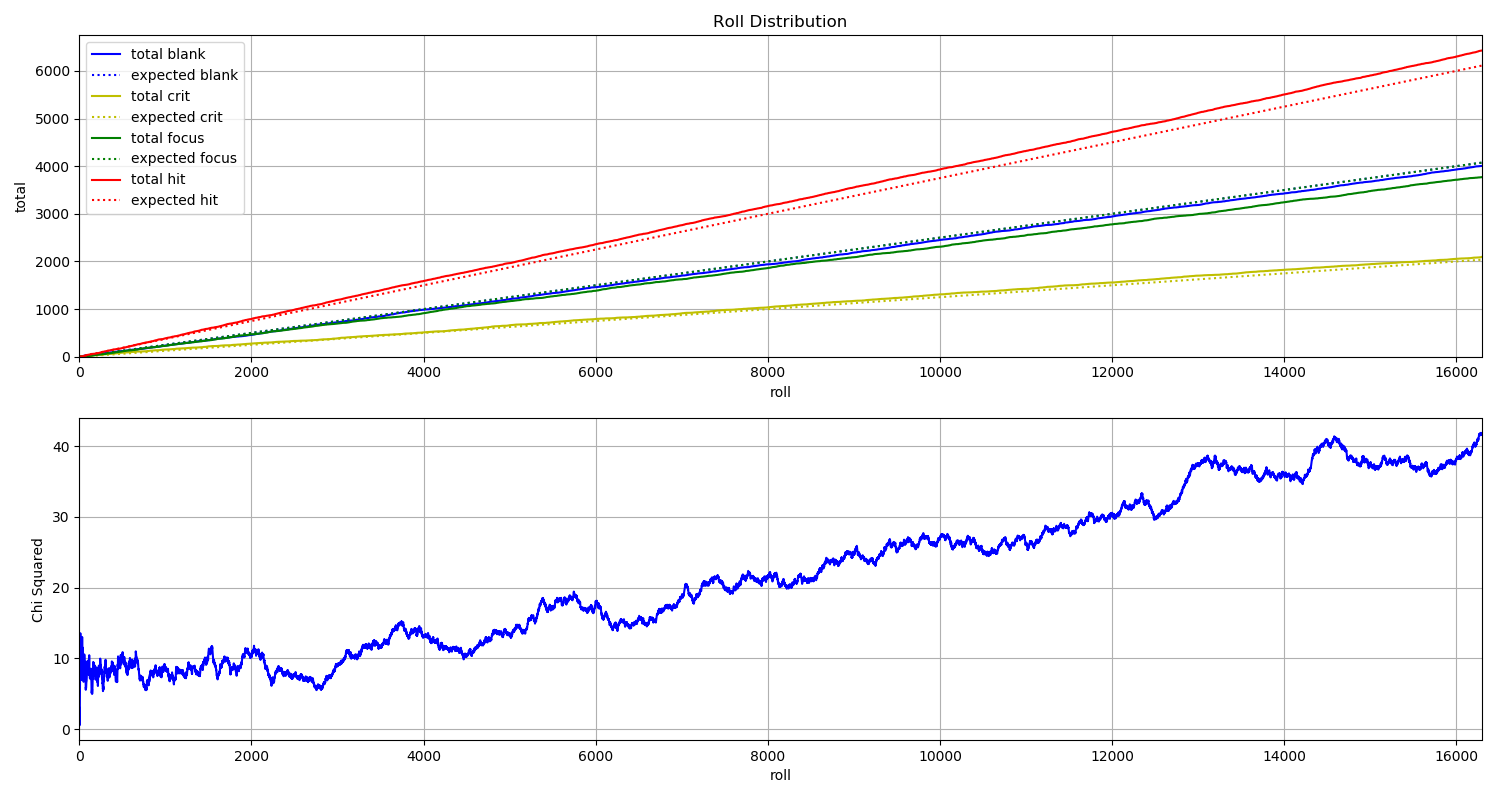 Roll Distribution
total blank
expected blank
total crit
expected crit
total focus
expected focus
total hit
expected hit
total
6000
5000
4000
3000
2000
1000
0
0 2000 4000 6000 8000 10000 12000 14000 16000
roll
Chi Squared
40
30
20
10
0
0 2000 4000 6000 8000 10000 12000 14000 16000
roll